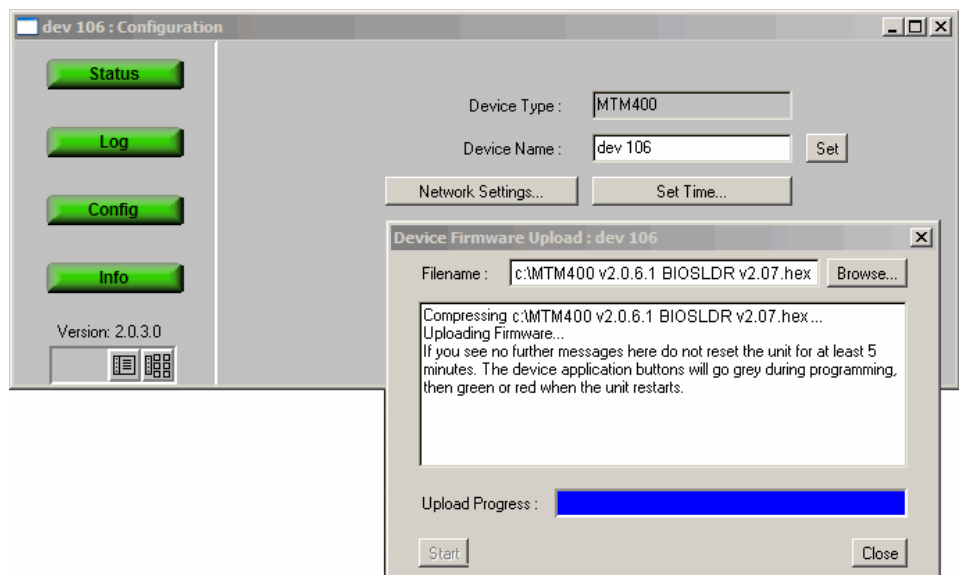 dev 106 : Configuration
Status
Log
Config
Info
Version: 2.0.3.0
Device Type :
MTM400
Device Name :
dev 106
Set
Network Settings...
Set Time...
Device Firmware Upload : dev 106
Filename :
c:\MTM400 v2.0.6.1 BIOSLDR v2.07.hex
Browse...
Compressing c:\MTM400 v2.0.6.1 BIOSLDR v2.07.hex...
Uploading Firmware...
If you see no further messages here do not reset the unit for at least 5
minutes. The device application buttons will go grey during programming,
then green or red when the unit restarts.
Upload Progress :
Start
Close